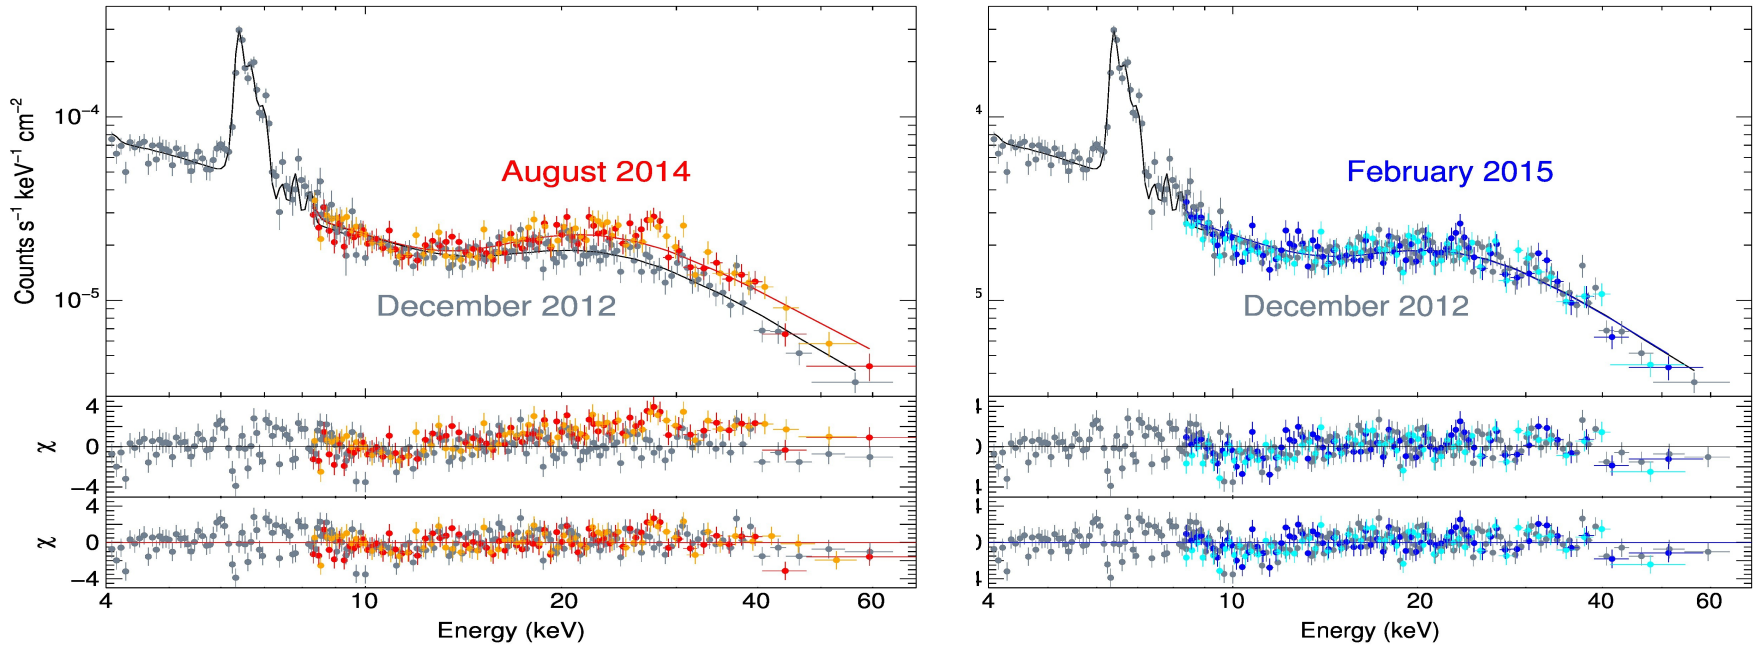 Counts s⁻¹ keV⁻¹ cm⁻²
10⁻⁴
10⁻⁵
August 2014
December 2012
χ
4
0
−4
χ
4
0
−4
4 10 20 40 60
Energy (keV)
4
5
February 2015
December 2012
4 10 20 40 60
Energy (keV)